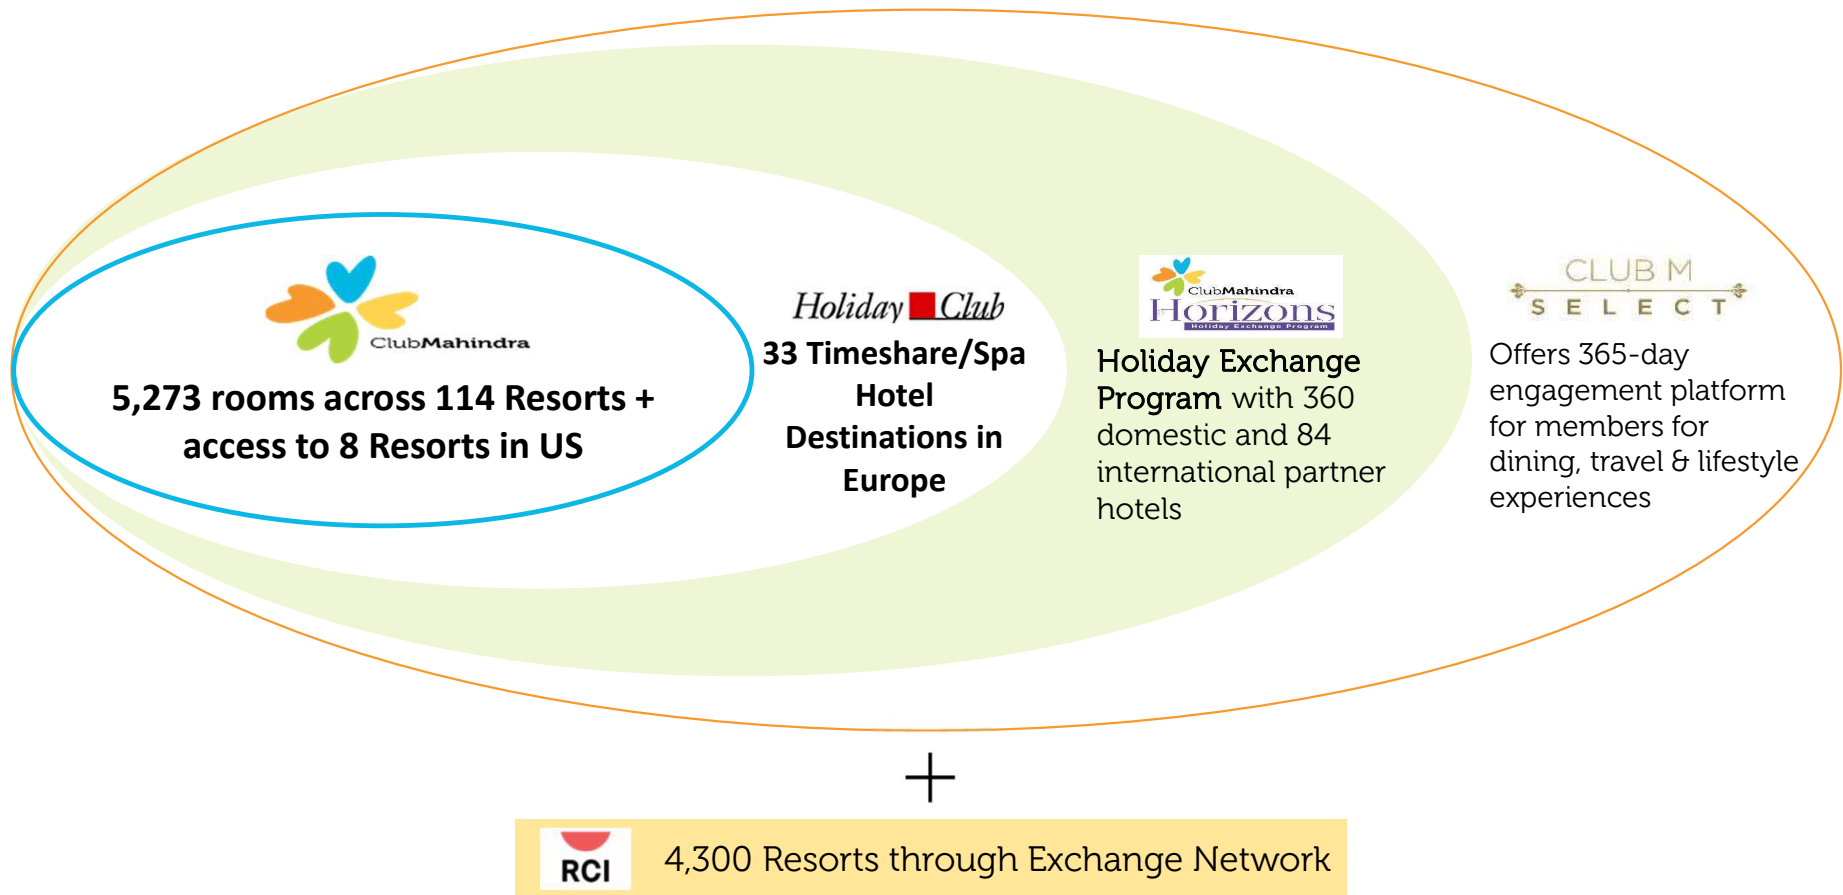 ClubMahindra
5,273 rooms across 114 Resorts +
access to 8 Resorts in US
Holiday Club
33 Timeshare/Spa
Hotel
Destinations in
Europe
ClubMahindra
Horizons
Holiday Exchange Program
Holiday Exchange
Program with 360
domestic and 84
international partner
hotels
CLUB M
SELECT
Offers 365-day
engagement platform
for members for
dining, travel & lifestyle
experiences
+
RCI
4,300 Resorts through Exchange Network